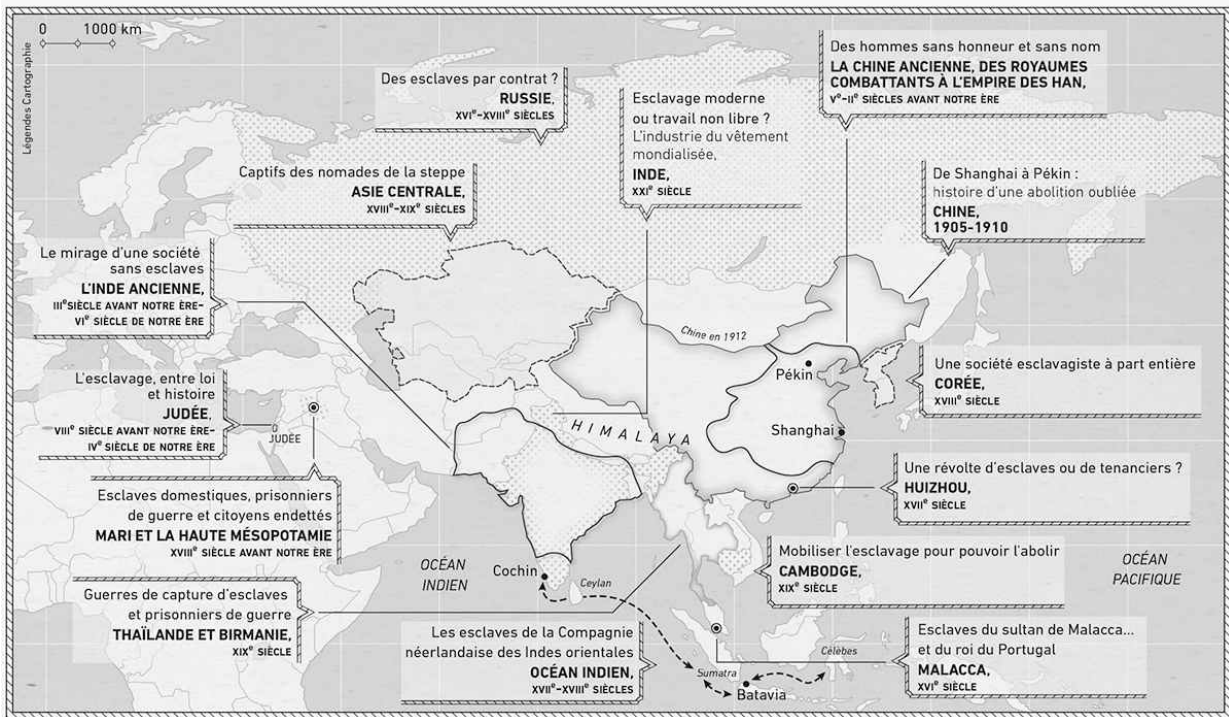 0 1000 km
Légendes Cartographie
Des esclaves par contrat ?
RUSSIE,
XVIe–XVIIIe SIÈCLES
Esclavage moderne
ou travail non libre ?
L'industrie du vêtement
mondialisée,
INDE,
XXIe SIÈCLE
Des hommes sans honneur et sans nom
LA CHINE ANCIENNE, DES ROYAUMES
COMBATTANTS À L'EMPIRE DES HAN,
Ve–IIe SIÈCLES AVANT NOTRE ÈRE
Captifs des nomades de la steppe
ASIE CENTRALE,
XVIIIe–XIXe SIÈCLES
De Shanghai à Pékin :
histoire d'une abolition oubliée
CHINE,
1905-1910
Le mirage d'une société
sans esclaves
L'INDE ANCIENNE,
IIIe SIÈCLE AVANT NOTRE ÈRE–
VIe SIÈCLE DE NOTRE ÈRE
Chine en 1912
Pékin
Shanghai
HIMALAYA
Une société esclavagiste à part entière
CORÉE,
XVIIIe SIÈCLE
L'esclavage, entre loi
et histoire
JUDÉE,
VIIIe SIÈCLE AVANT NOTRE ÈRE–
IVe SIÈCLE DE NOTRE ÈRE
JUDÉE
Une révolte d'esclaves ou de tenanciers ?
HUIZHOU,
XVIIe SIÈCLE
Esclaves domestiques, prisonniers
de guerre et citoyens endettés
MARI ET LA HAUTE MÉSOPOTAMIE
XVIIIe SIÈCLE AVANT NOTRE ÈRE
OCÉAN
INDIEN
Cochin
Ceylan
Mobiliser l'esclavage pour pouvoir l'abolir
CAMBODGE,
XIXe SIÈCLE
OCÉAN
PACIFIQUE
Guerres de capture d'esclaves
et prisonniers de guerre
THAÏLANDE ET BIRMANIE,
XIXe SIÈCLE
Les esclaves de la Compagnie
néerlandaise des Indes orientales
OCÉAN INDIEN,
XVIIe–XVIIIe SIÈCLES
Sumatra
Batavia
Célèbes
Esclaves du sultan de Malacca...
et du roi du Portugal
MALACCA,
XVIe SIÈCLE